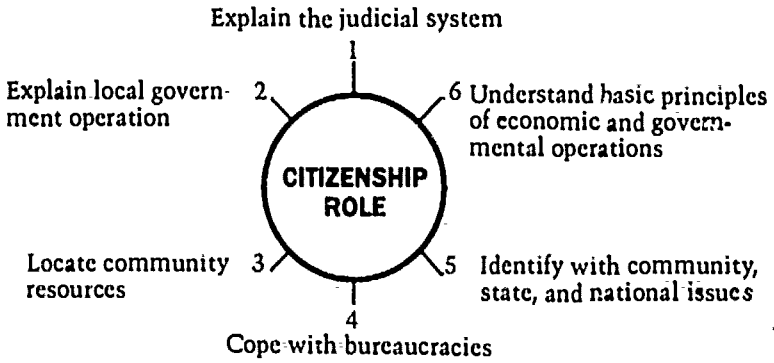 Explain the judicial system
1
Explain local govern-
ment operation
2
6 Understand basic principles
of economic and govern-
mental operations
CITIZENSHIP
ROLE
Locate community
resources
3
5 Identify with community,
state, and national issues
4
Cope with bureaucracies